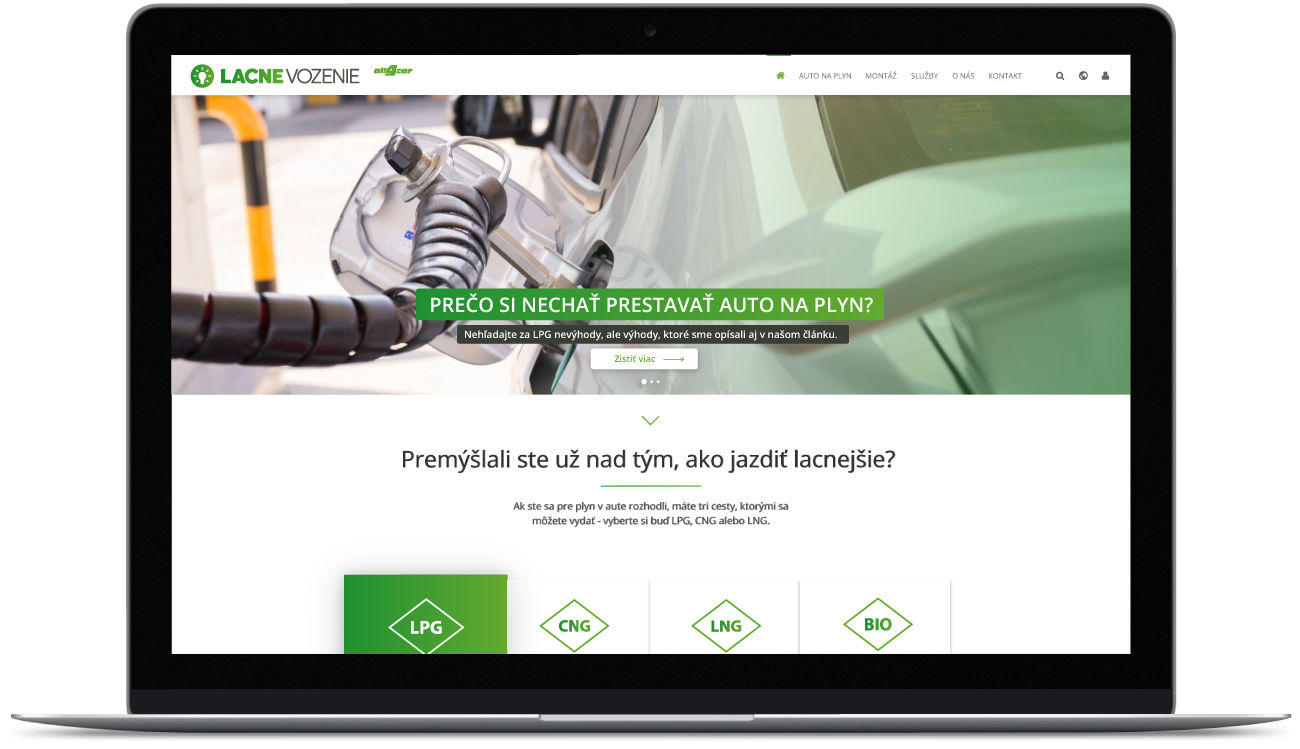 LACNE VOZENIE
all4car
AUTO NA PLYN MONTÁŽ SLUŽBY O NÁS KONTAKT
PREČO SI NECHAŤ PRESTAVAŤ AUTO NA PLYN?
Nehľadajte za LPG nevýhody, ale výhody, ktoré sme opísali aj v našom článku.
Zistiť viac
Premýšlali ste už nad tým, ako jazdiť lacnejšie?
Ak ste sa pre plyn v aute rozhodli, máte tri cesty, ktorými sa
môžete vydať - vyberte si buď LPG, CNG alebo LNG.
LPG CNG LNG BIO